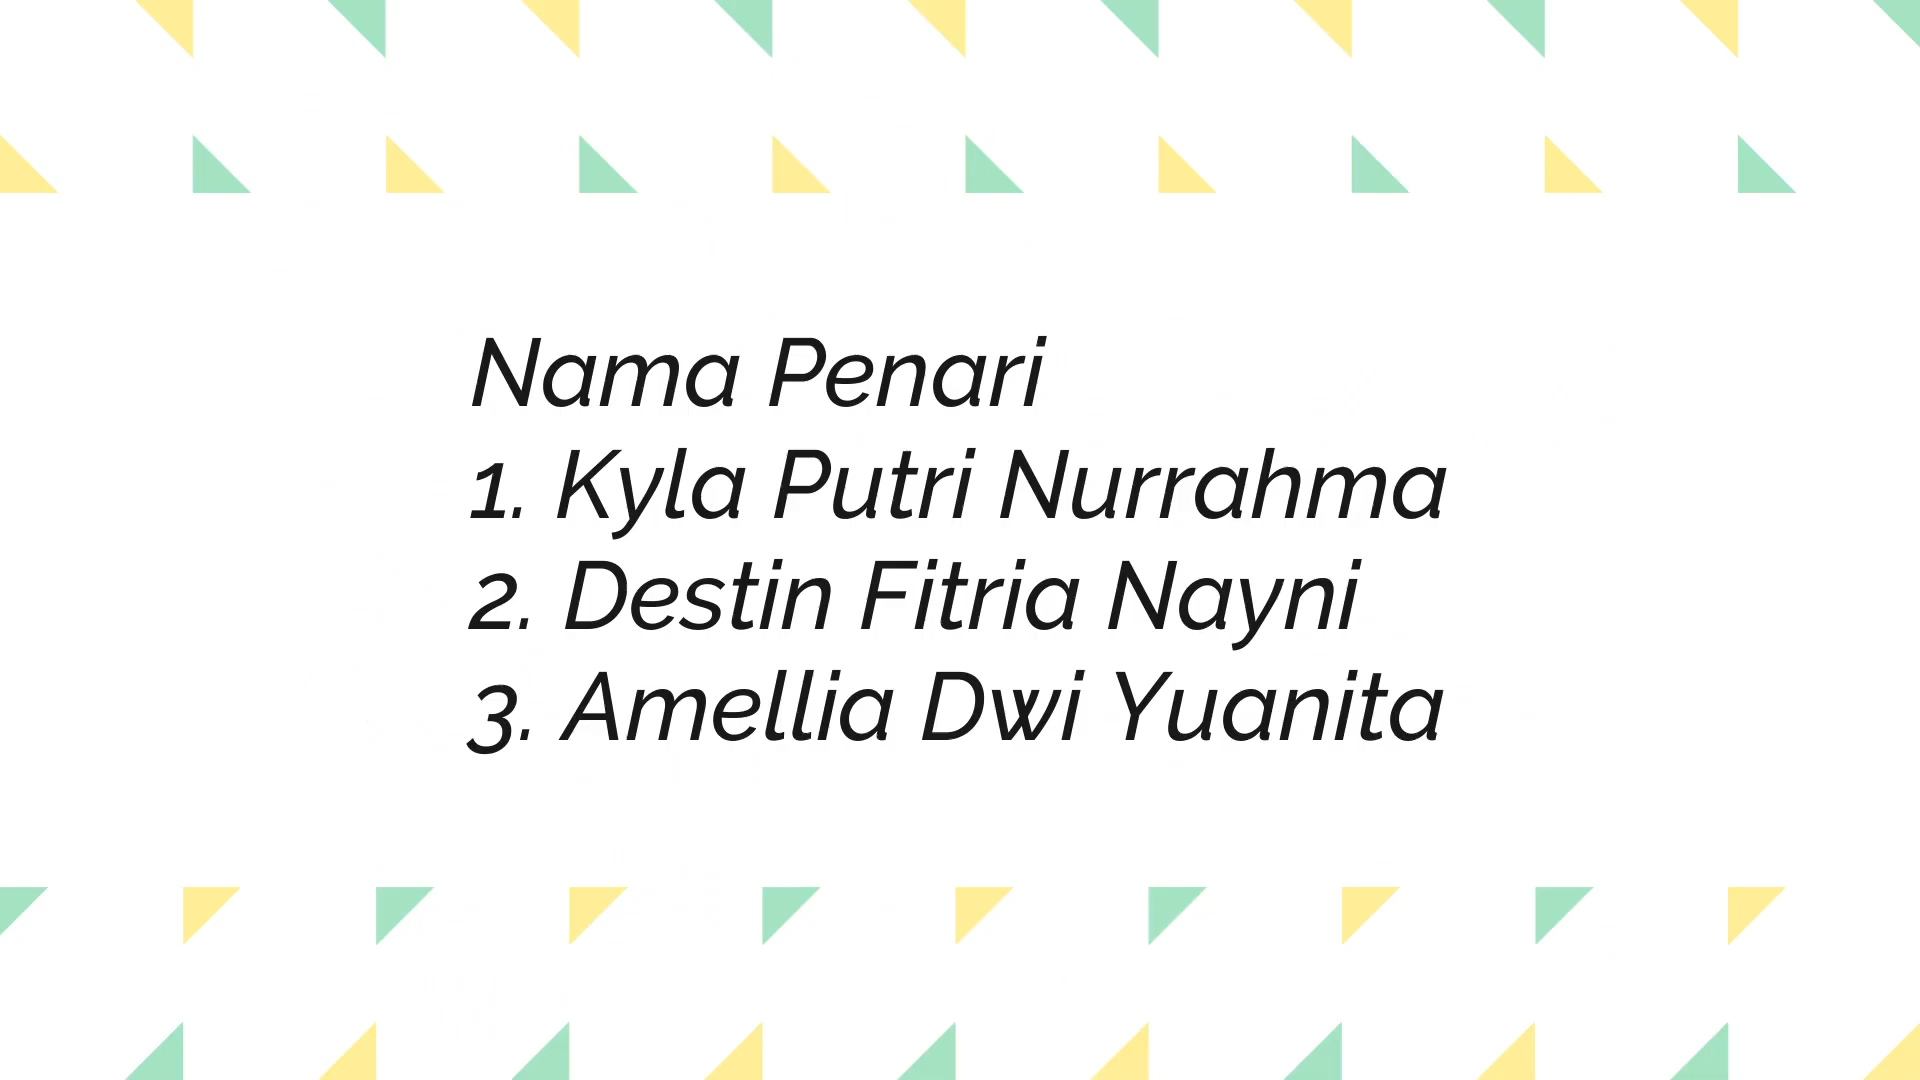 Nama Penari
1. Kyla Putri Nurrahma
2. Destin Fitria Nayni
3. Amellia Dwi Yuanita